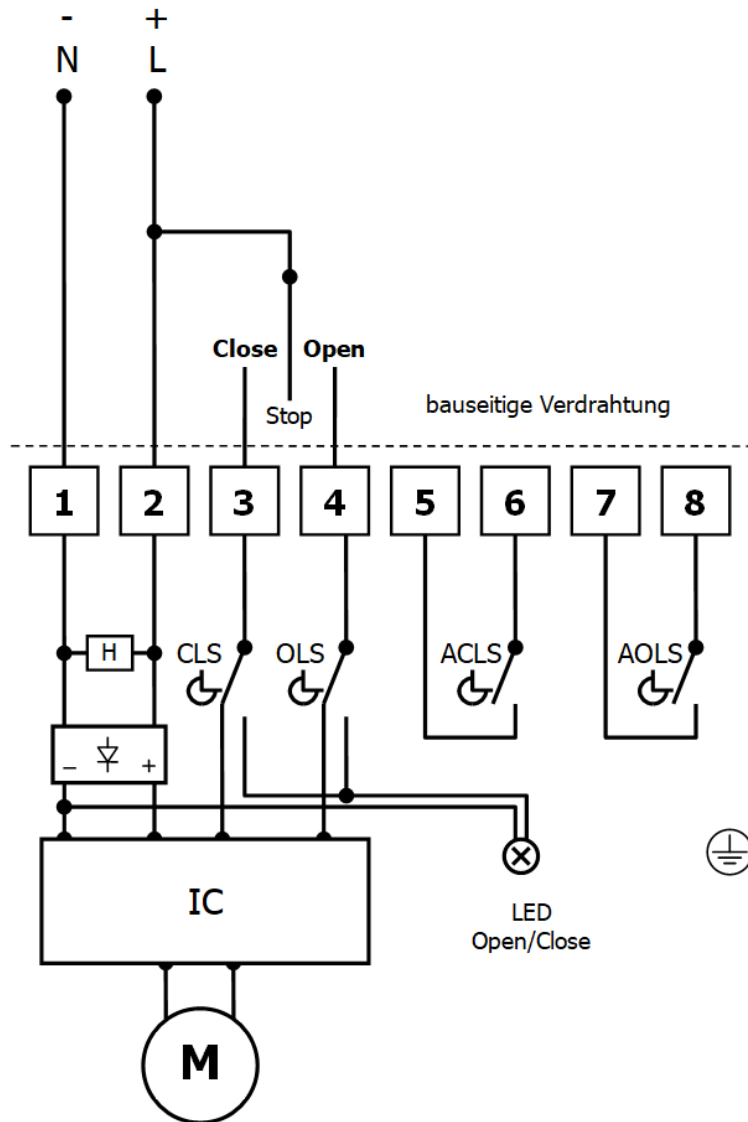 - +
N L
Close Open
Stop
bauseitige Verdrahtung
1 2 3 4 5 6 7 8
H CLS OLS ACLS AOLS
– +
IC
LED
Open/Close
M